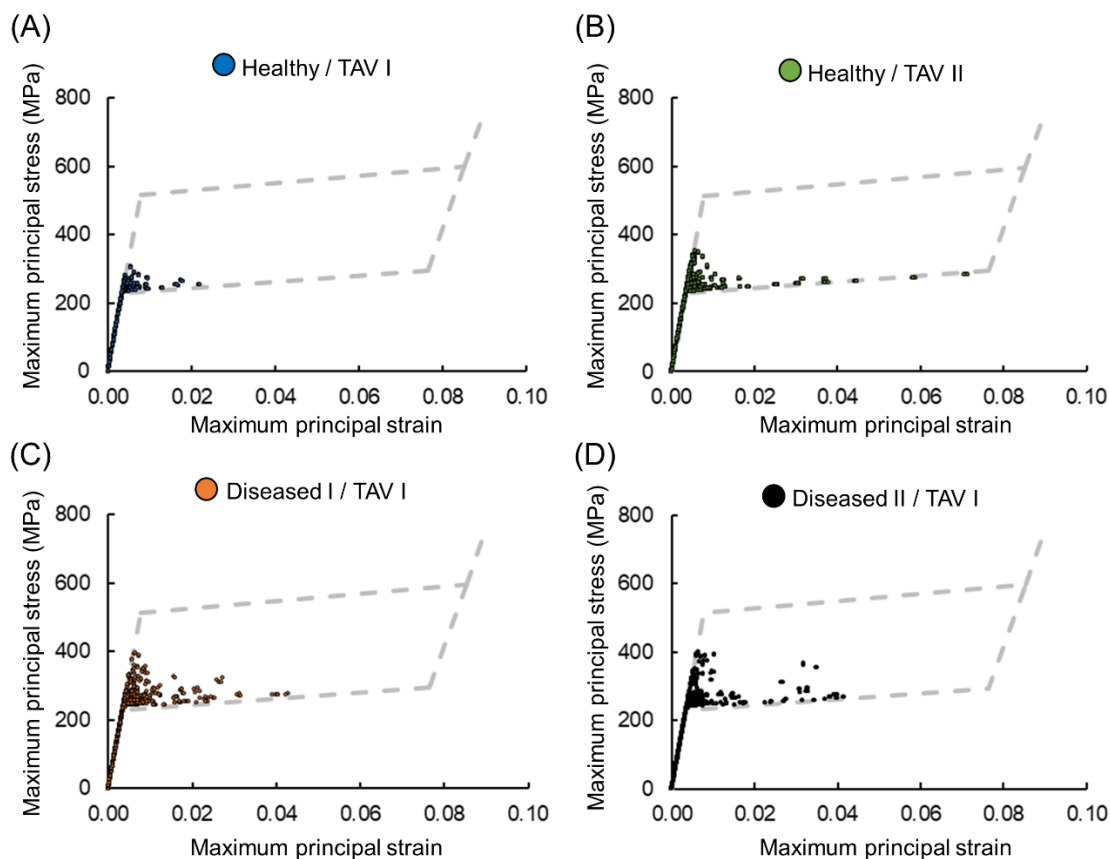 (A)
Healthy / TAV I
Maximum principal stress (MPa)
800
600
400
200
0
0.00 0.02 0.04 0.06 0.08 0.10
Maximum principal strain
(B)
Healthy / TAV II
Maximum principal stress (MPa)
800
600
400
200
0
0.00 0.02 0.04 0.06 0.08 0.10
Maximum principal strain
(C)
Diseased I / TAV I
Maximum principal stress (MPa)
800
600
400
200
0
0.00 0.02 0.04 0.06 0.08 0.10
Maximum principal strain
(D)
Diseased II / TAV I
Maximum principal stress (MPa)
800
600
400
200
0
0.00 0.02 0.04 0.06 0.08 0.10
Maximum principal strain